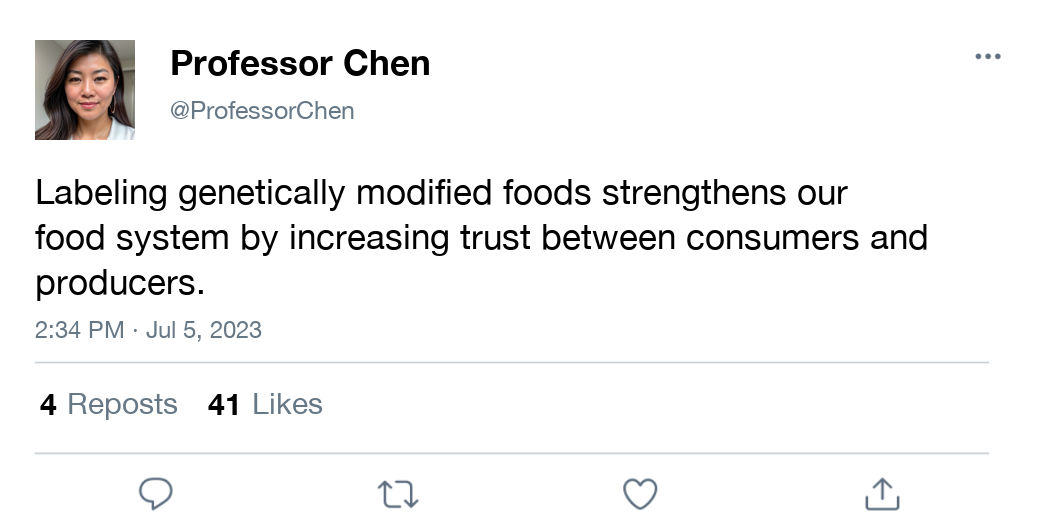 Professor Chen
@ProfessorChen
Labeling genetically modified foods strengthens our
food system by increasing trust between consumers and
producers.
2:34 PM · Jul 5, 2023
4 Reposts 41 Likes